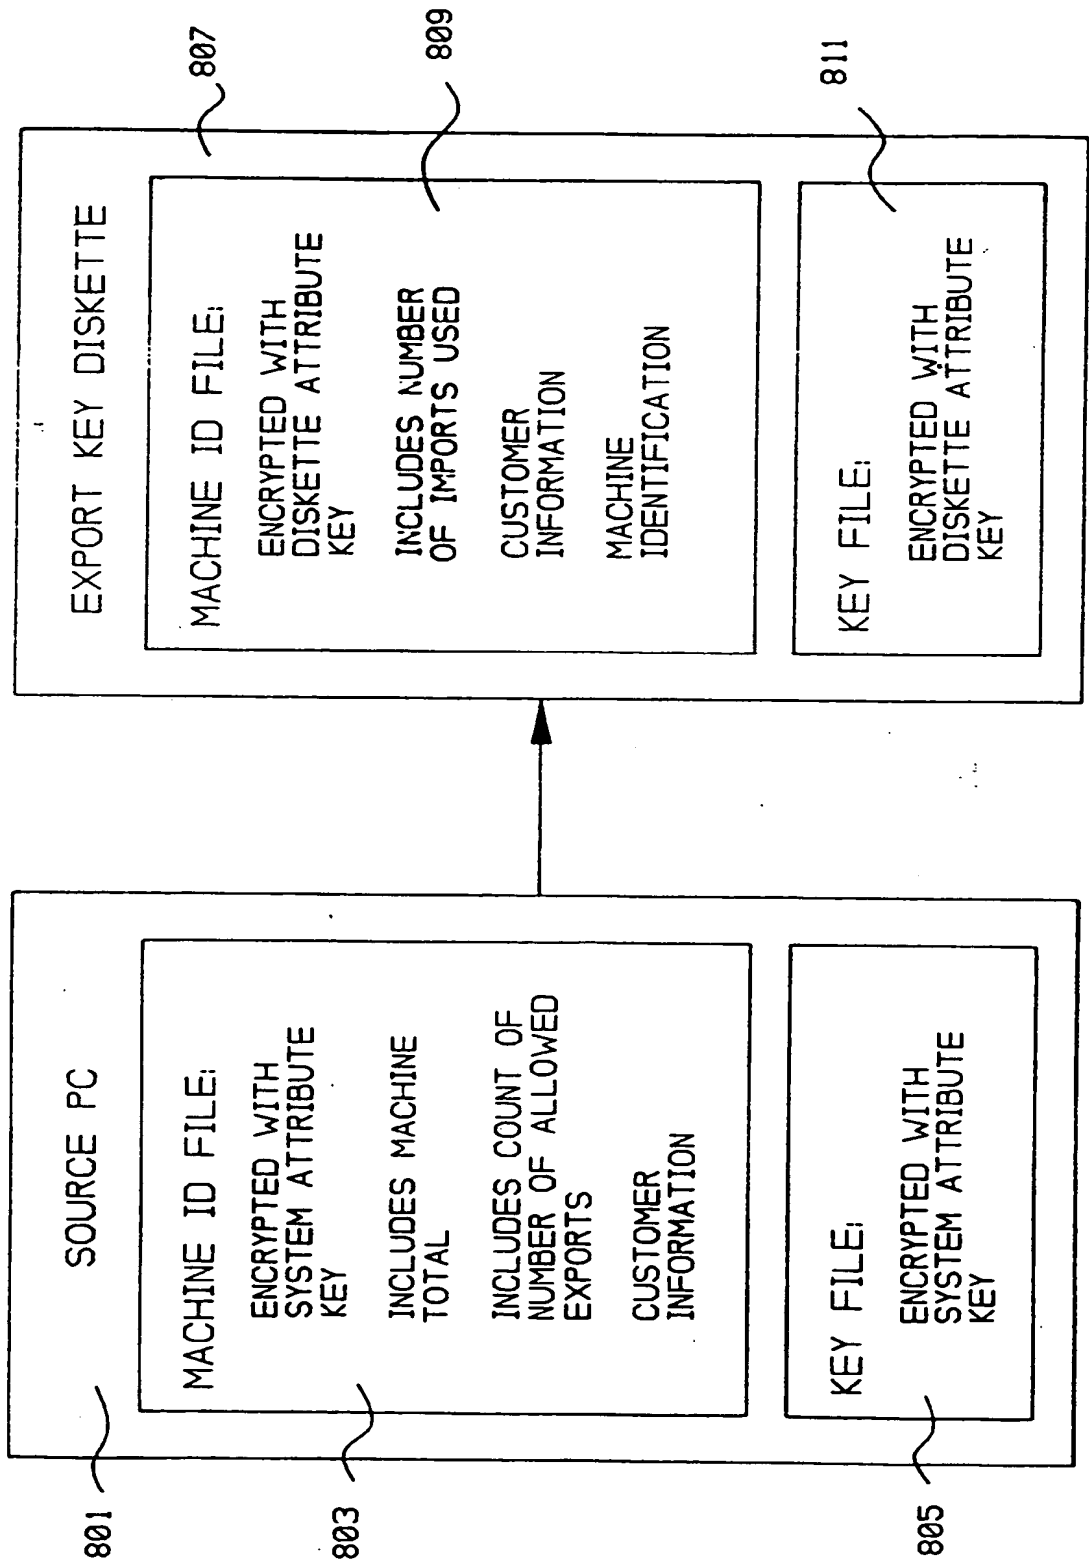 SOURCE PC
801
MACHINE ID FILE:
803
ENCRYPTED WITH
SYSTEM ATTRIBUTE
KEY
INCLUDES MACHINE
TOTAL
INCLUDES COUNT OF
NUMBER OF ALLOWED
EXPORTS
CUSTOMER
INFORMATION
KEY FILE:
805
ENCRYPTED WITH
SYSTEM ATTRIBUTE
KEY
EXPORT KEY DISKETTE
807
MACHINE ID FILE:
809
ENCRYPTED WITH
DISKETTE ATTRIBUTE
KEY
INCLUDES NUMBER
OF IMPORTS USED
CUSTOMER
INFORMATION
MACHINE
IDENTIFICATION
KEY FILE:
811
ENCRYPTED WITH
DISKETTE ATTRIBUTE
KEY